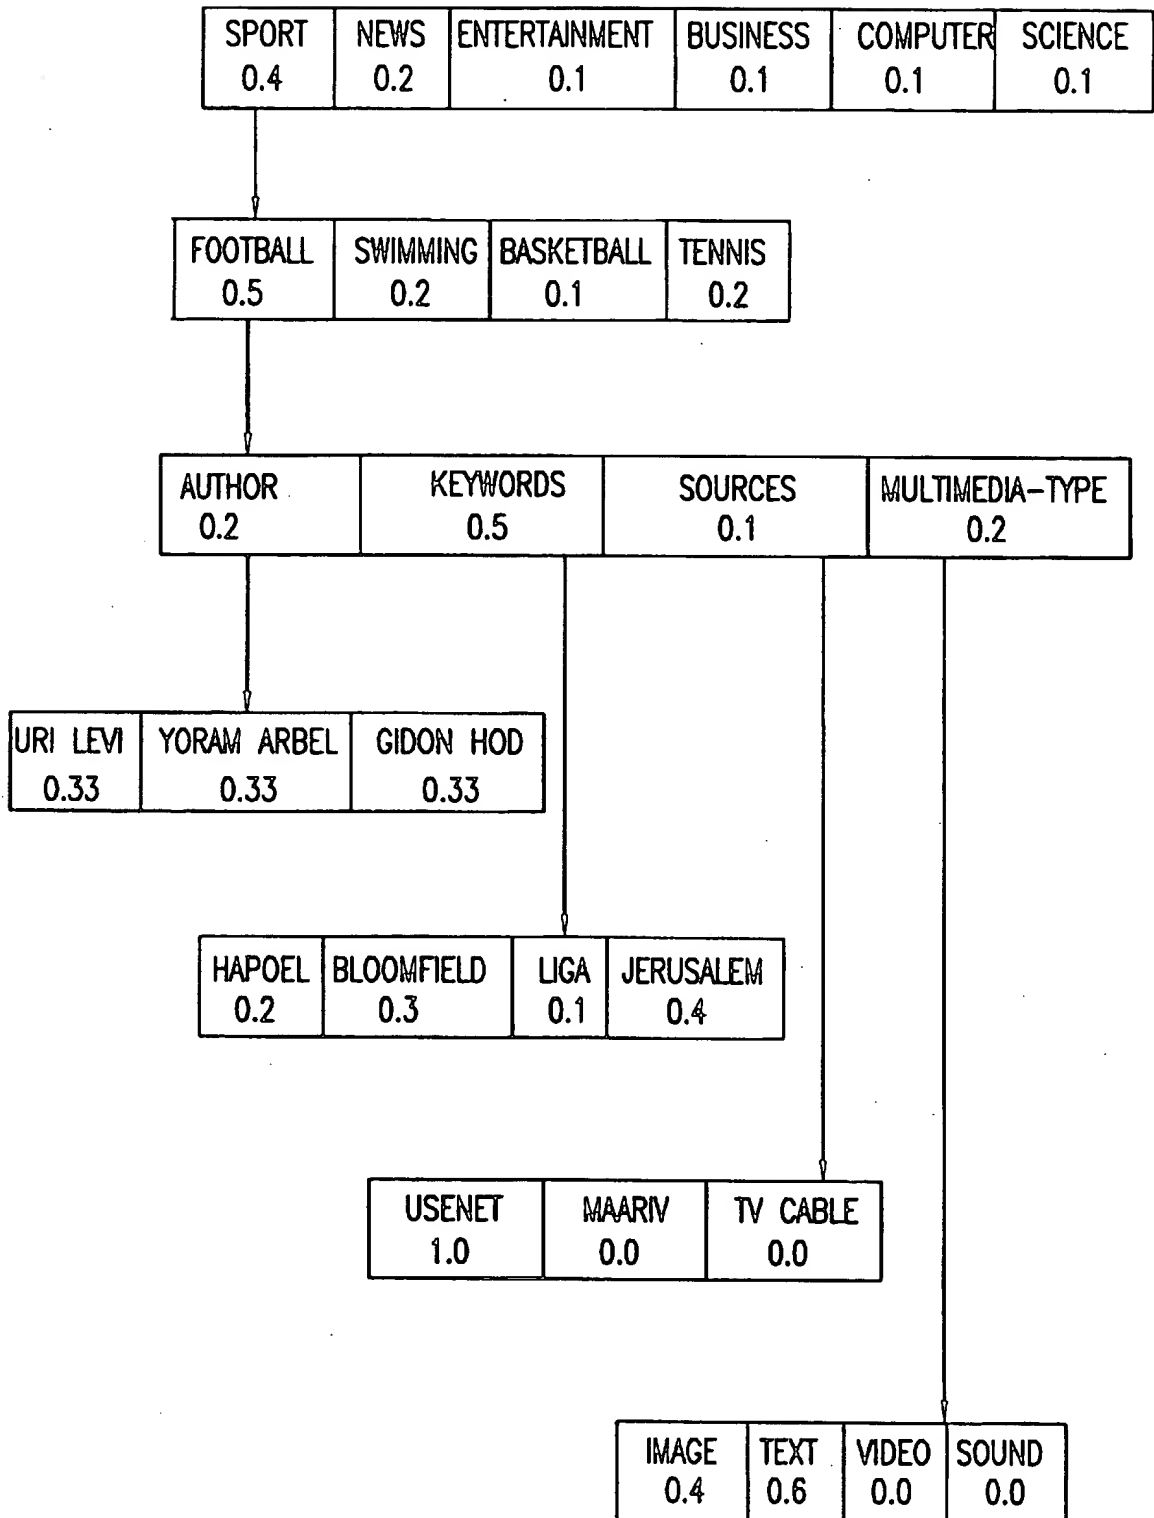 SPORT NEWS ENTERTAINMENT BUSINESS COMPUTER SCIENCE
0.4 0.2 0.1 0.1 0.1 0.1
FOOTBALL SWIMMING BASKETBALL TENNIS
0.5 0.2 0.1 0.2
AUTHOR KEYWORDS SOURCES MULTIMEDIA-TYPE
0.2 0.5 0.1 0.2
URI LEVI YORAM ARBEL GIDON HOD
0.33 0.33 0.33
HAPOEL BLOOMFIELD LIGA JERUSALEM
0.2 0.3 0.1 0.4
USENET MAARIV TV CABLE
1.0 0.0 0.0
IMAGE TEXT VIDEO SOUND
0.4 0.6 0.0 0.0